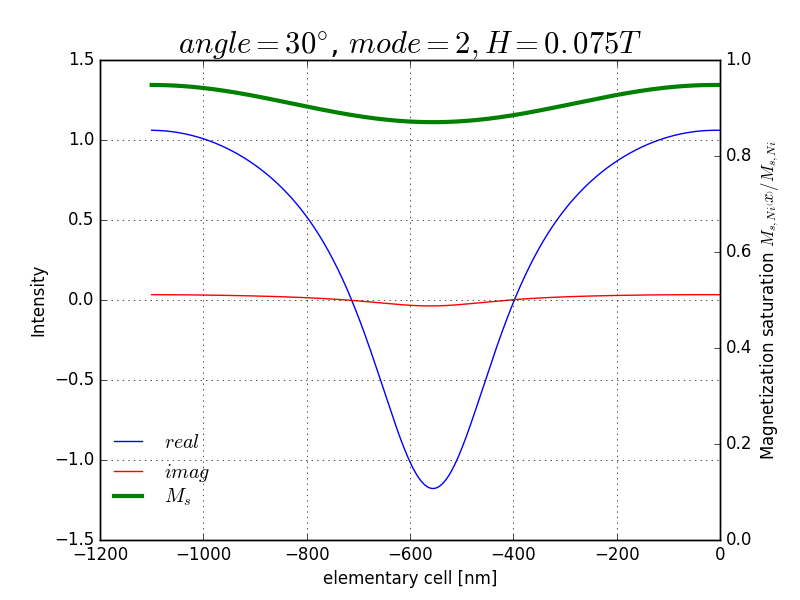 angle = 30°, mode = 2, H = 0.075T
1.5
1.0
0.5
0.0
−0.5
−1.0
−1.5
Intensity
1.0
0.8
0.6
0.4
0.2
0.0
Magnetization saturation M_{s,Ni}(x)/M_{s,Ni}
real
imag
M_s
−1200
−1000
−800
−600
−400
−200
0
elementary cell [nm]